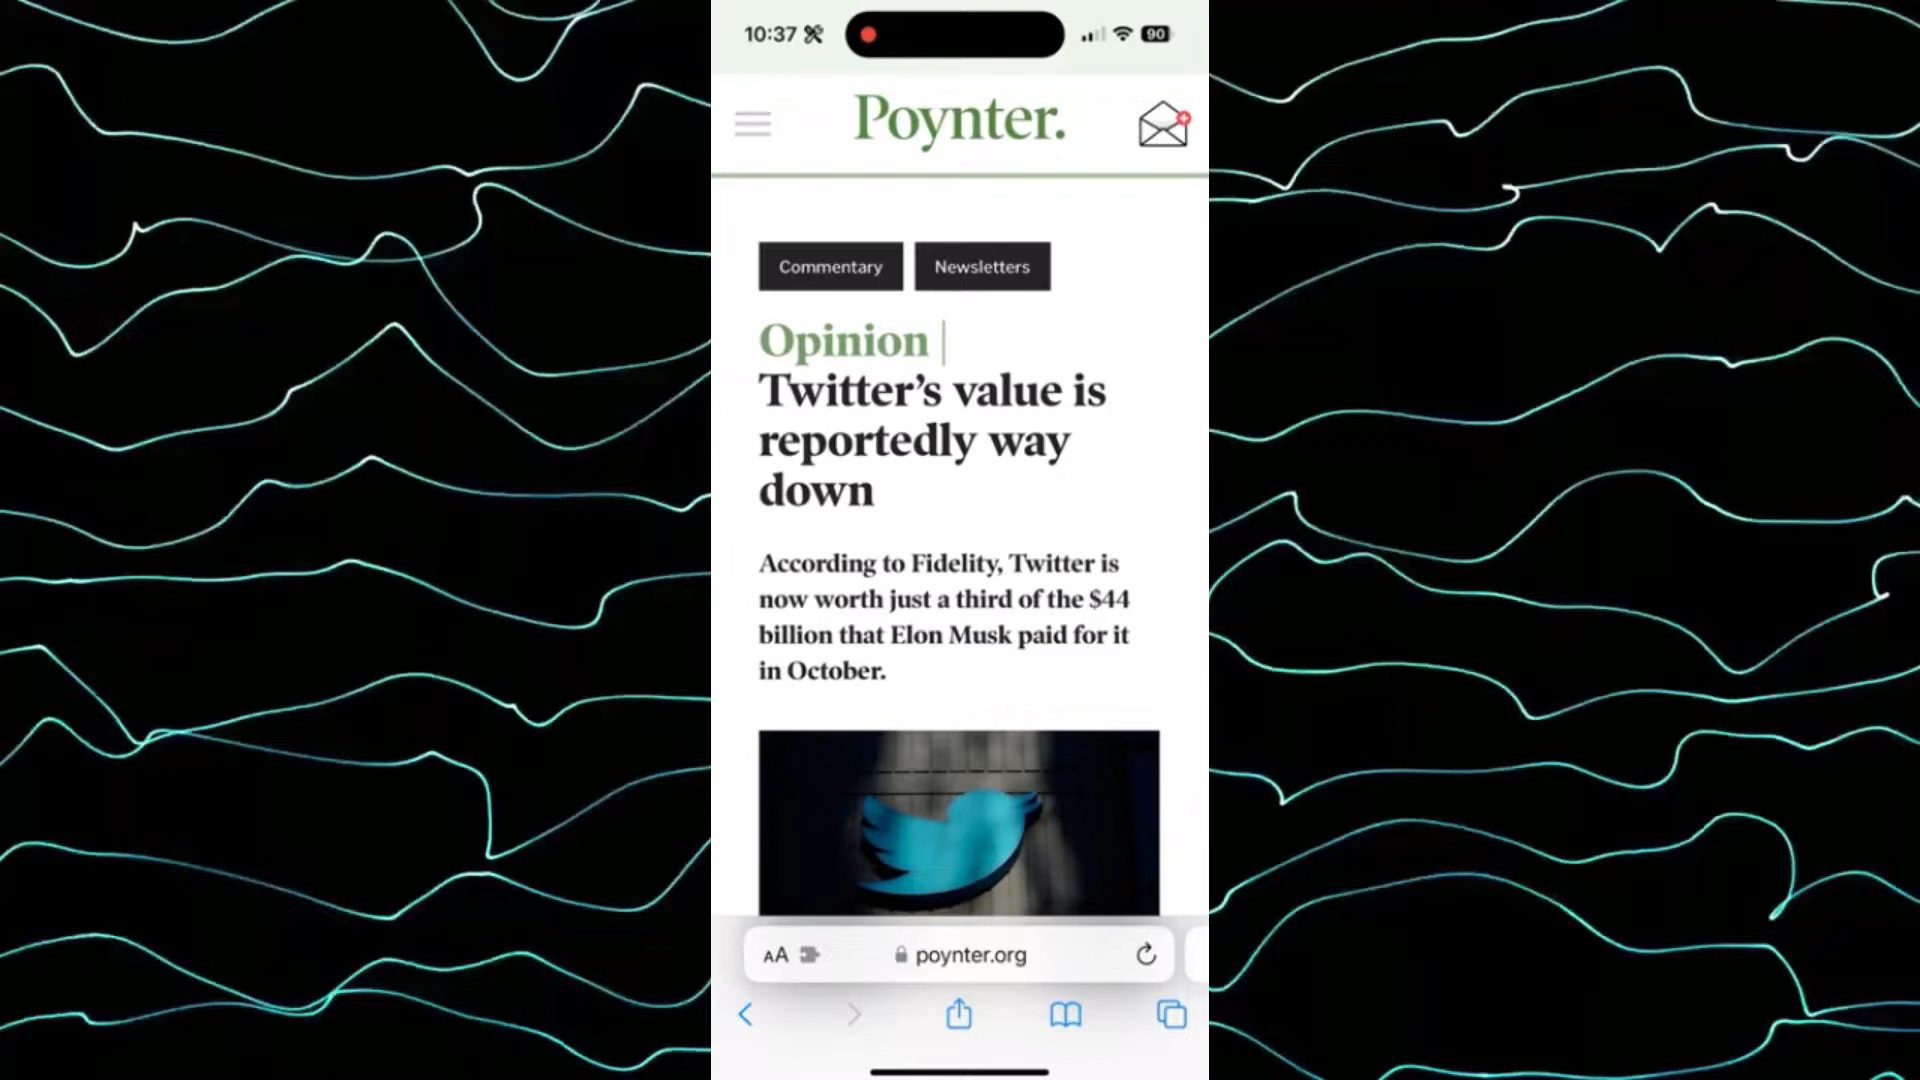 10:37
90
Poynter.
Commentary
Newsletters
Opinion |
Twitter’s value is
reportedly way
down
According to Fidelity, Twitter is
now worth just a third of the $44
billion that Elon Musk paid for it
in October.
AA
poynter.org